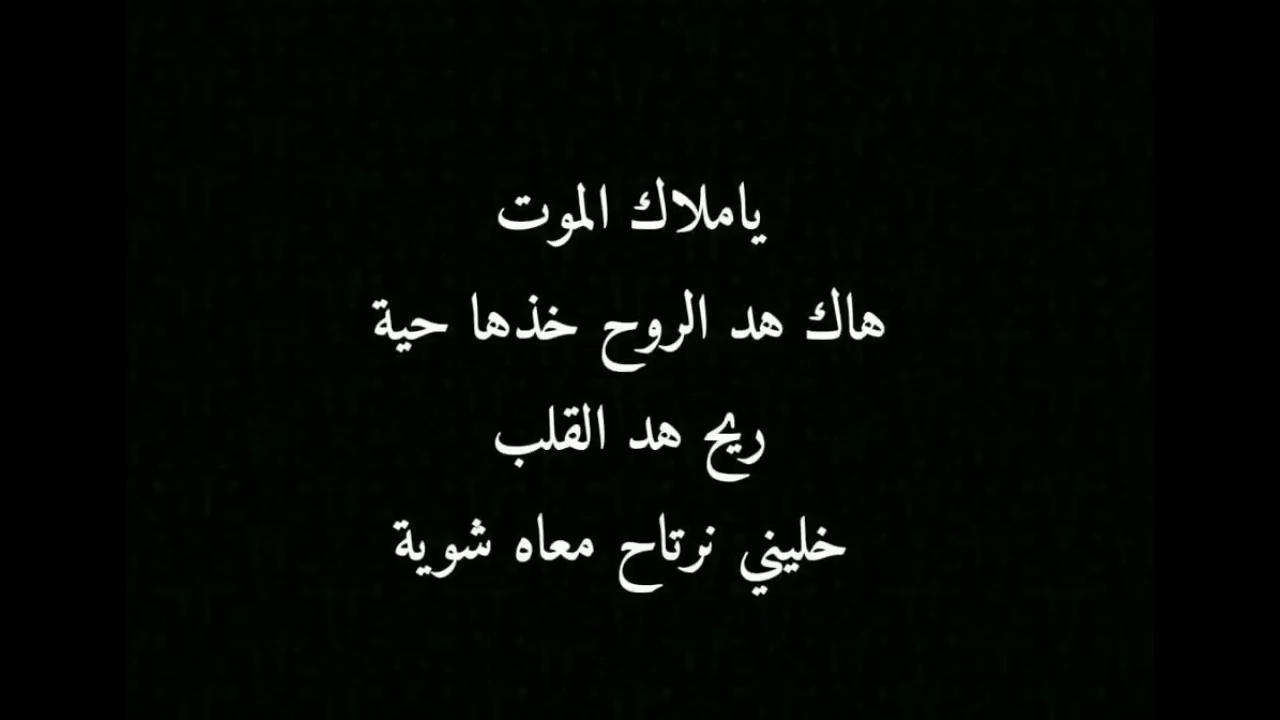 ياملاك الموت
هاك هد الروح خذها حية
ريح هد القلب
خليني نرتاح معاه شوية